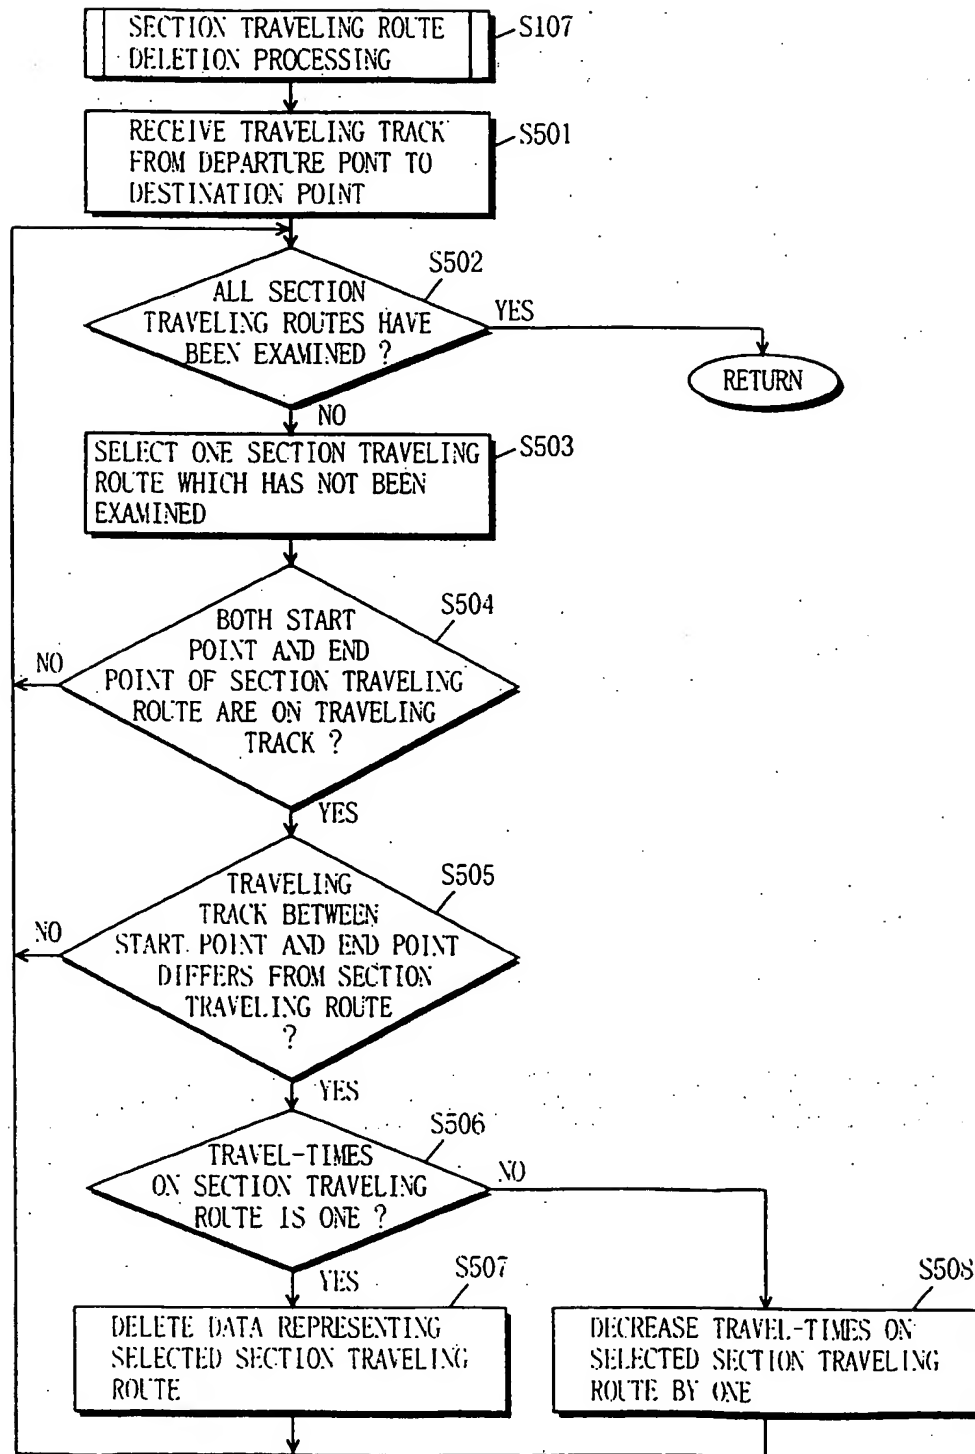 SECTION TRAVELING ROUTE
DELETION PROCESSING
S107
RECEIVE TRAVELING TRACK
FROM DEPARTURE PONT TO
DESTINATION POINT
S501
S502
ALL SECTION
TRAVELING ROUTES HAVE
BEEN EXAMINED ?
YES
RETURN
NO
SELECT ONE SECTION TRAVELING
ROUTE WHICH HAS NOT BEEN
EXAMINED
S503
S504
BOTH START
POINT AND END
POINT OF SECTION TRAVELING
ROUTE ARE ON TRAVELING
TRACK ?
NO
YES
S505
TRAVELING
TRACK BETWEEN
START POINT AND END POINT
DIFFERS FROM SECTION
TRAVELING ROUTE
?
NO
YES
S506
TRAVEL-TIMES
ON SECTION TRAVELING
ROUTE IS ONE ?
NO
YES
S507
DELETE DATA REPRESENTING
SELECTED SECTION TRAVELING
ROUTE
S508
DECREASE TRAVEL-TIMES ON
SELECTED SECTION TRAVELING
ROUTE BY ONE